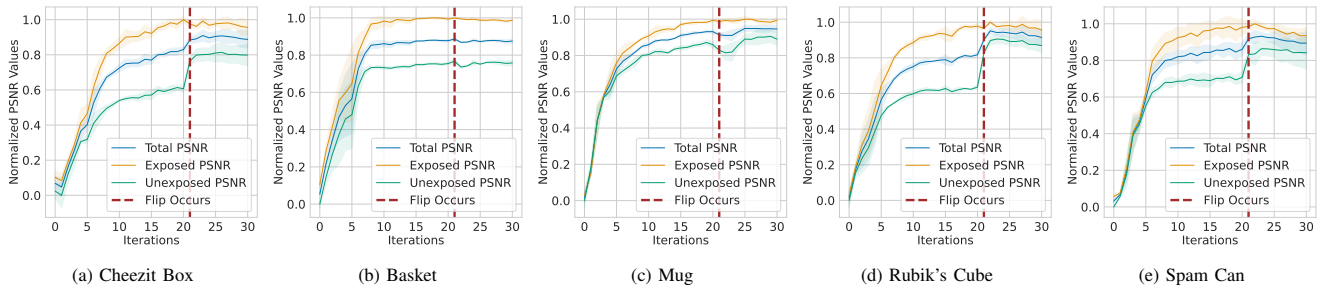 Normalized PSNR Values
1.0
0.8
0.6
0.4
0.2
0.0
Total PSNR
Exposed PSNR
Unexposed PSNR
Flip Occurs
0 5 10 15 20 25 30
Iterations
(a) Cheezit Box
Normalized PSNR Values
1.0
0.8
0.6
0.4
0.2
0.0
Total PSNR
Exposed PSNR
Unexposed PSNR
Flip Occurs
0 5 10 15 20 25 30
Iterations
(b) Basket
Normalized PSNR Values
1.0
0.8
0.6
0.4
0.2
0.0
Total PSNR
Exposed PSNR
Unexposed PSNR
Flip Occurs
0 5 10 15 20 25 30
Iterations
(c) Mug
Normalized PSNR Values
1.0
0.8
0.6
0.4
0.2
0.0
Total PSNR
Exposed PSNR
Unexposed PSNR
Flip Occurs
0 5 10 15 20 25 30
Iterations
(d) Rubik's Cube
Normalized PSNR Values
1.0
0.8
0.6
0.4
0.2
0.0
Total PSNR
Exposed PSNR
Unexposed PSNR
Flip Occurs
0 5 10 15 20 25 30
Iterations
(e) Spam Can